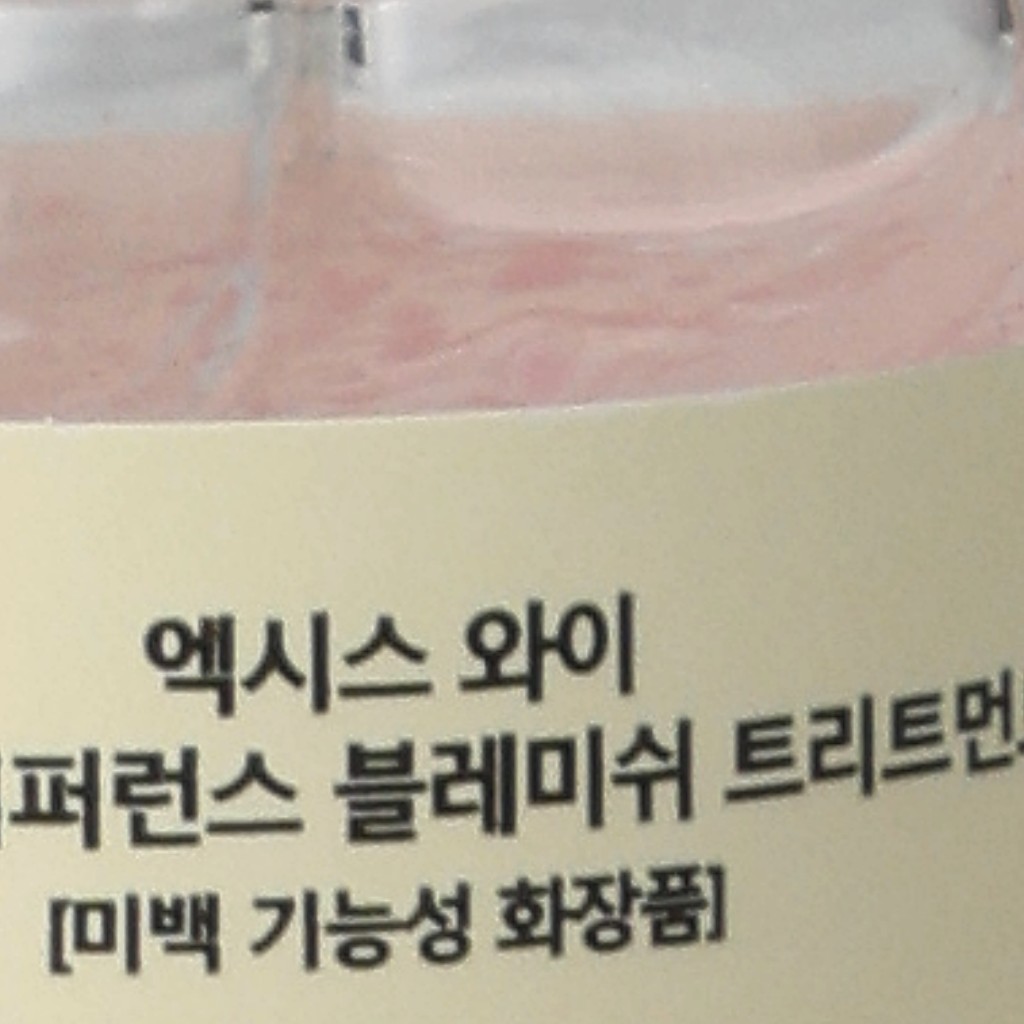 엑시스 와이
퍼런스 블레미쉬 트리트먼
[미백 기능성 화장품]